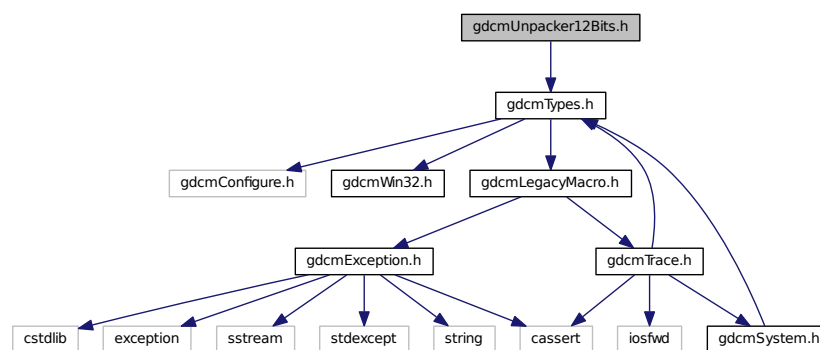 gdcmUnpacker12Bits.h
gdcmTypes.h
gdcmConfigure.h
gdcmWin32.h
gdcmLegacyMacro.h
gdcmException.h
gdcmTrace.h
cstdlib
exception
sstream
stdexcept
string
cassert
iosfwd
gdcmSystem.h